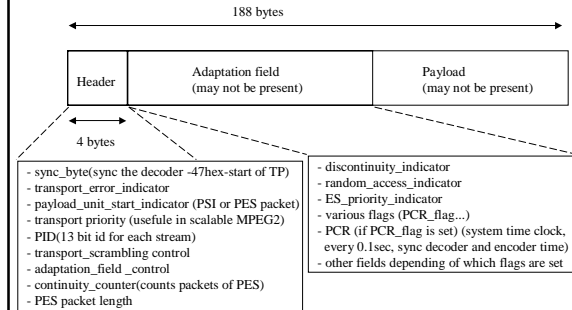 188 bytes
Header
Adaptation field
(may not be present)
Payload
(may not be present)
4 bytes
- sync_byte(sync the decoder -47hex-start of TP)
- transport_error_indicator
- payload_unit_start_indicator (PSI or PES packet)
- transport priority (usefule in scalable MPEG2)
- PID(13 bit id for each stream)
- transport_scrambling control
- adaptation_field _control
- continuity_counter(counts packets of PES)
- PES packet length
- discontinuity_indicator
- random_access_indicator
- ES_priority_indicator
- various flags (PCR_flag...)
- PCR (if PCR_flag is set) (system time clock,
every 0.1sec, sync decoder and encoder time)
- other fields depending of which flags are set